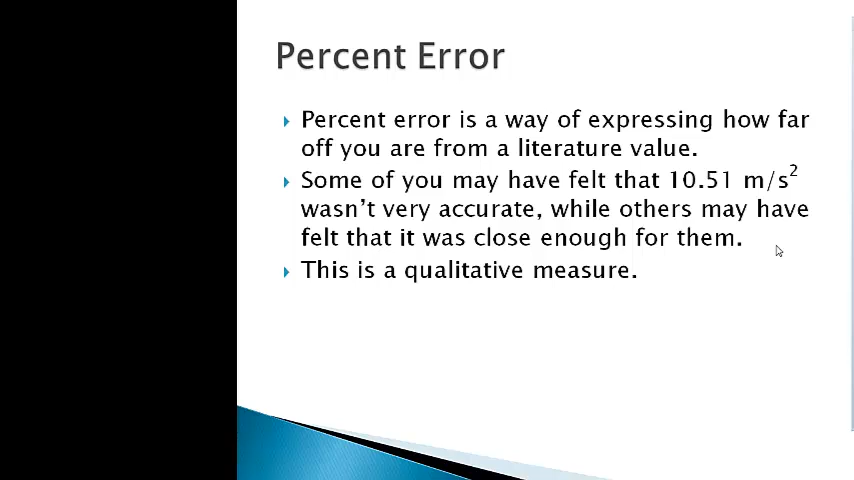 Percent Error
Percent error is a way of expressing how far
off you are from a literature value.
Some of you may have felt that 10.51 m/s²
wasn't very accurate, while others may have
felt that it was close enough for them.
This is a qualitative measure.